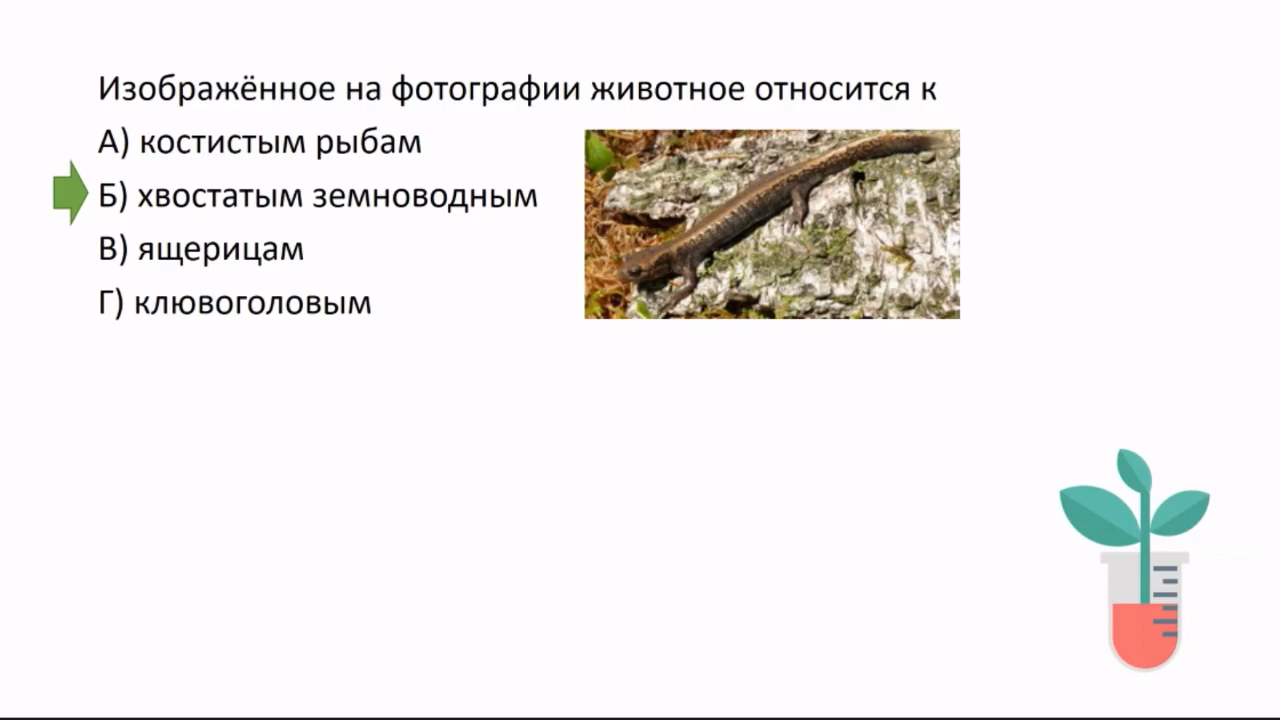 Изображённое на фотографии животное относится к
А) костистым рыбам
Б) хвостатым земноводным
В) ящерицам
Г) клювоголовым